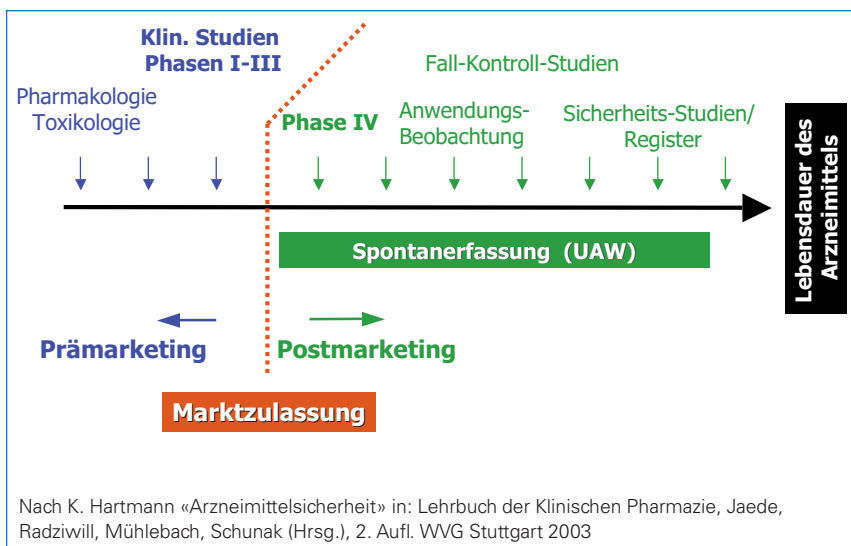 Klin. Studien
Phasen I-III
Fall-Kontroll-Studien
Pharmakologie
Toxikologie
Phase IV
Anwendungs-
Beobachtung
Sicherheits-Studien/
Register
Lebensdauer des
Arzneimittels
Spontanerfassung (UAW)
Prämarketing
Postmarketing
Marktzulassung
Nach K. Hartmann «Arzneimittelsicherheit» in: Lehrbuch der Klinischen Pharmazie, Jaede,
Radziwill, Mühlebach, Schunak (Hrsg.), 2. Aufl. WVG Stuttgart 2003